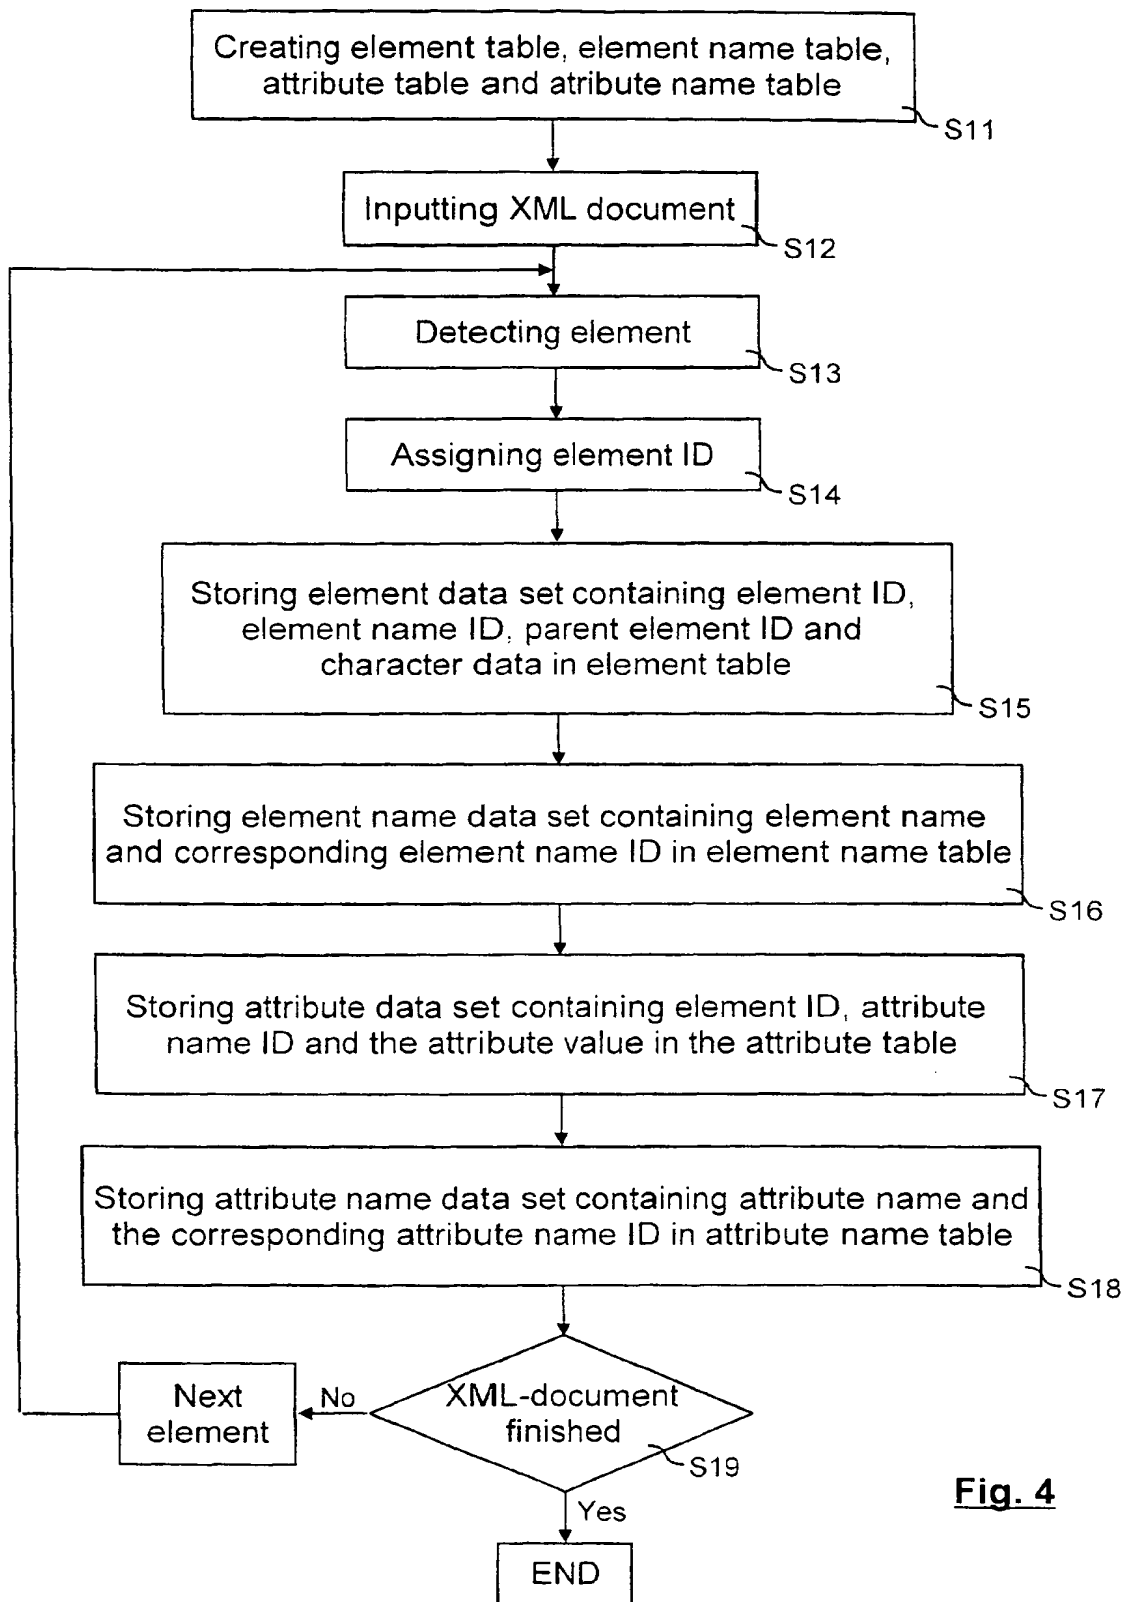 Creating element table, element name table,
attribute table and atribute name table
S11
Inputting XML document
S12
Detecting element
S13
Assigning element ID
S14
Storing element data set containing element ID,
element name ID, parent element ID and
character data in element table
S15
Storing element name data set containing element name
and corresponding element name ID in element name table
S16
Storing attribute data set containing element ID, attribute
name ID and the attribute value in the attribute table
S17
Storing attribute name data set containing attribute name and
the corresponding attribute name ID in attribute name table
S18
XML-document
finished
S19
No
Next
element
Yes
END
Fig. 4